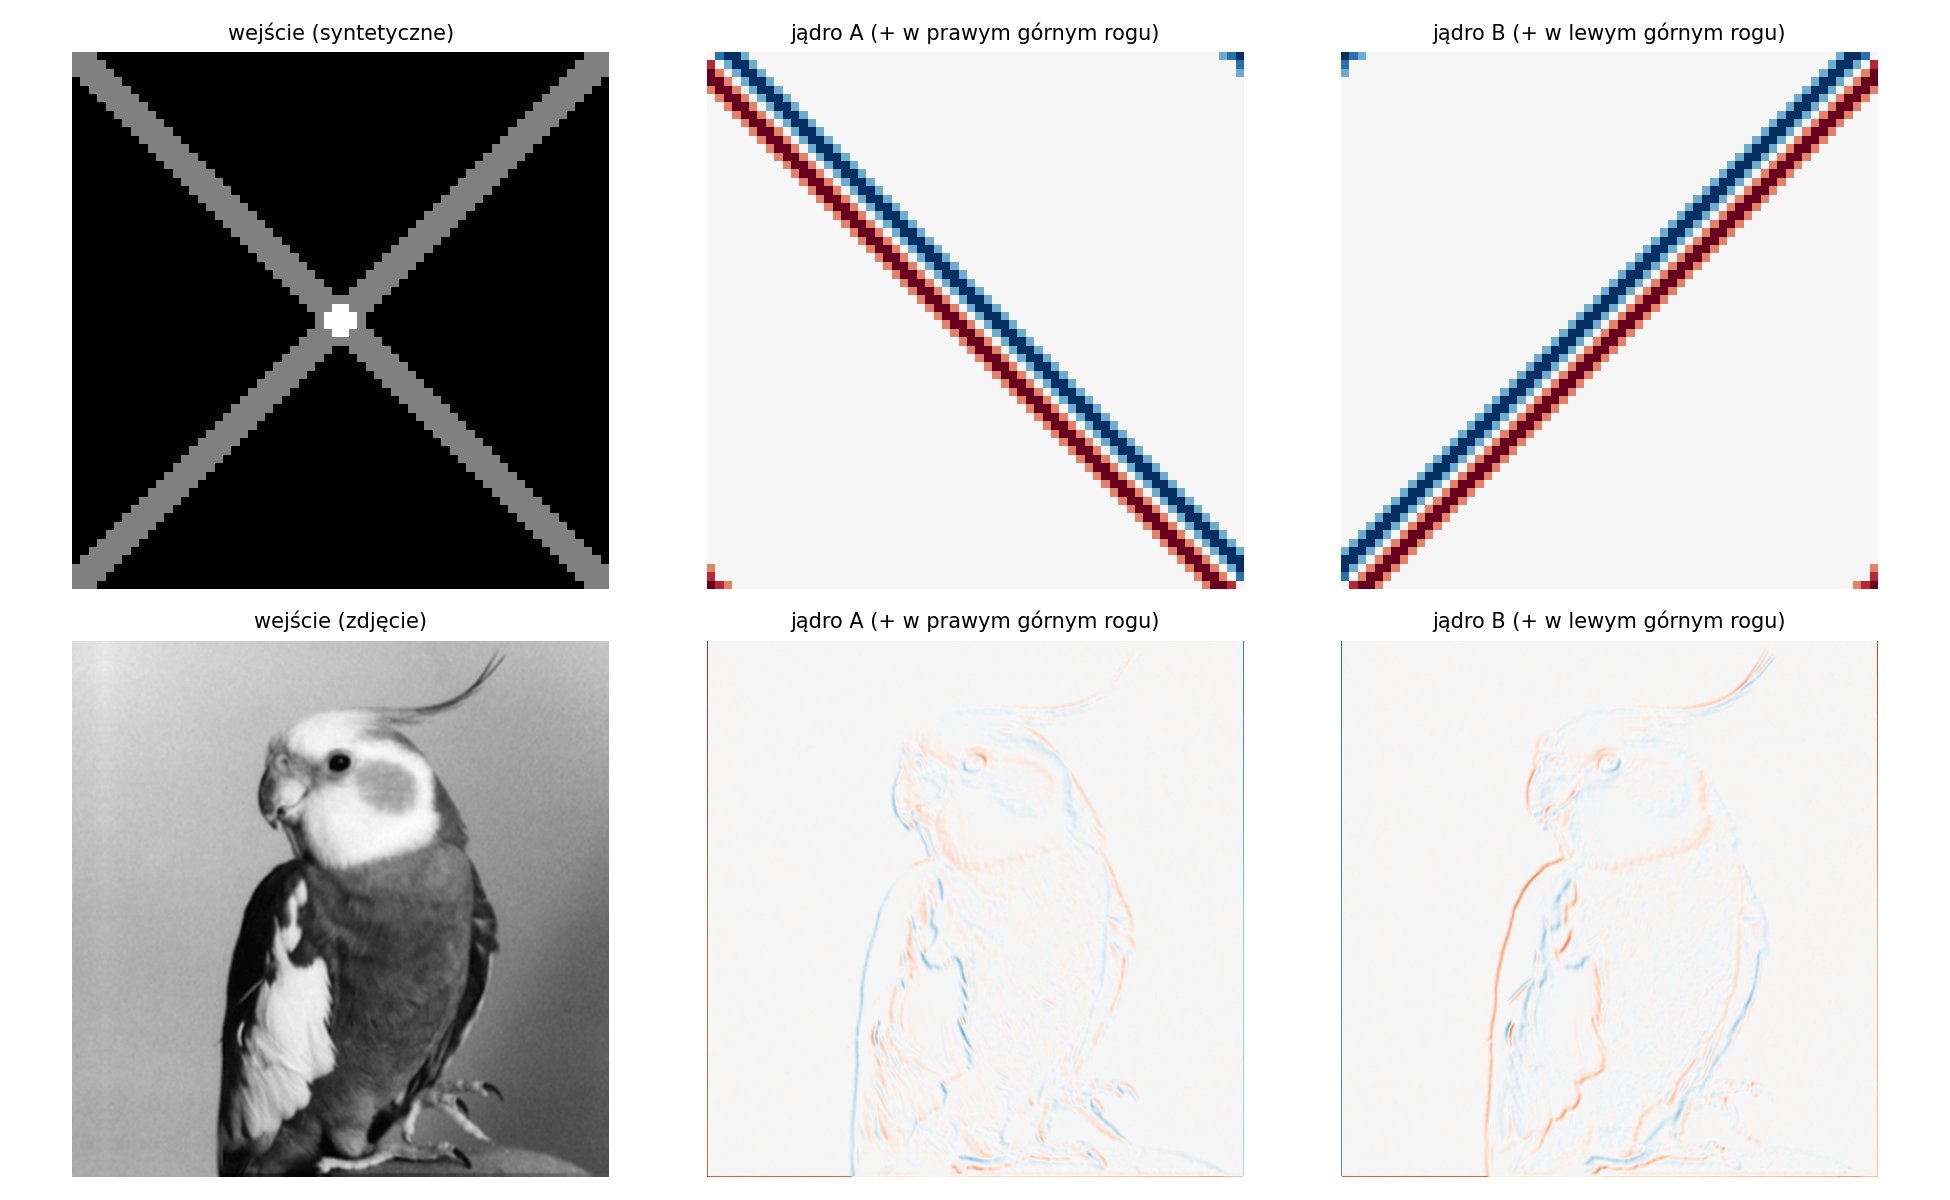 wejście (syntetyczne)
jądro A (+ w prawym górnym rogu)
jądro B (+ w lewym górnym rogu)
wejście (zdjęcie)
jądro A (+ w prawym górnym rogu)
jądro B (+ w lewym górnym rogu)